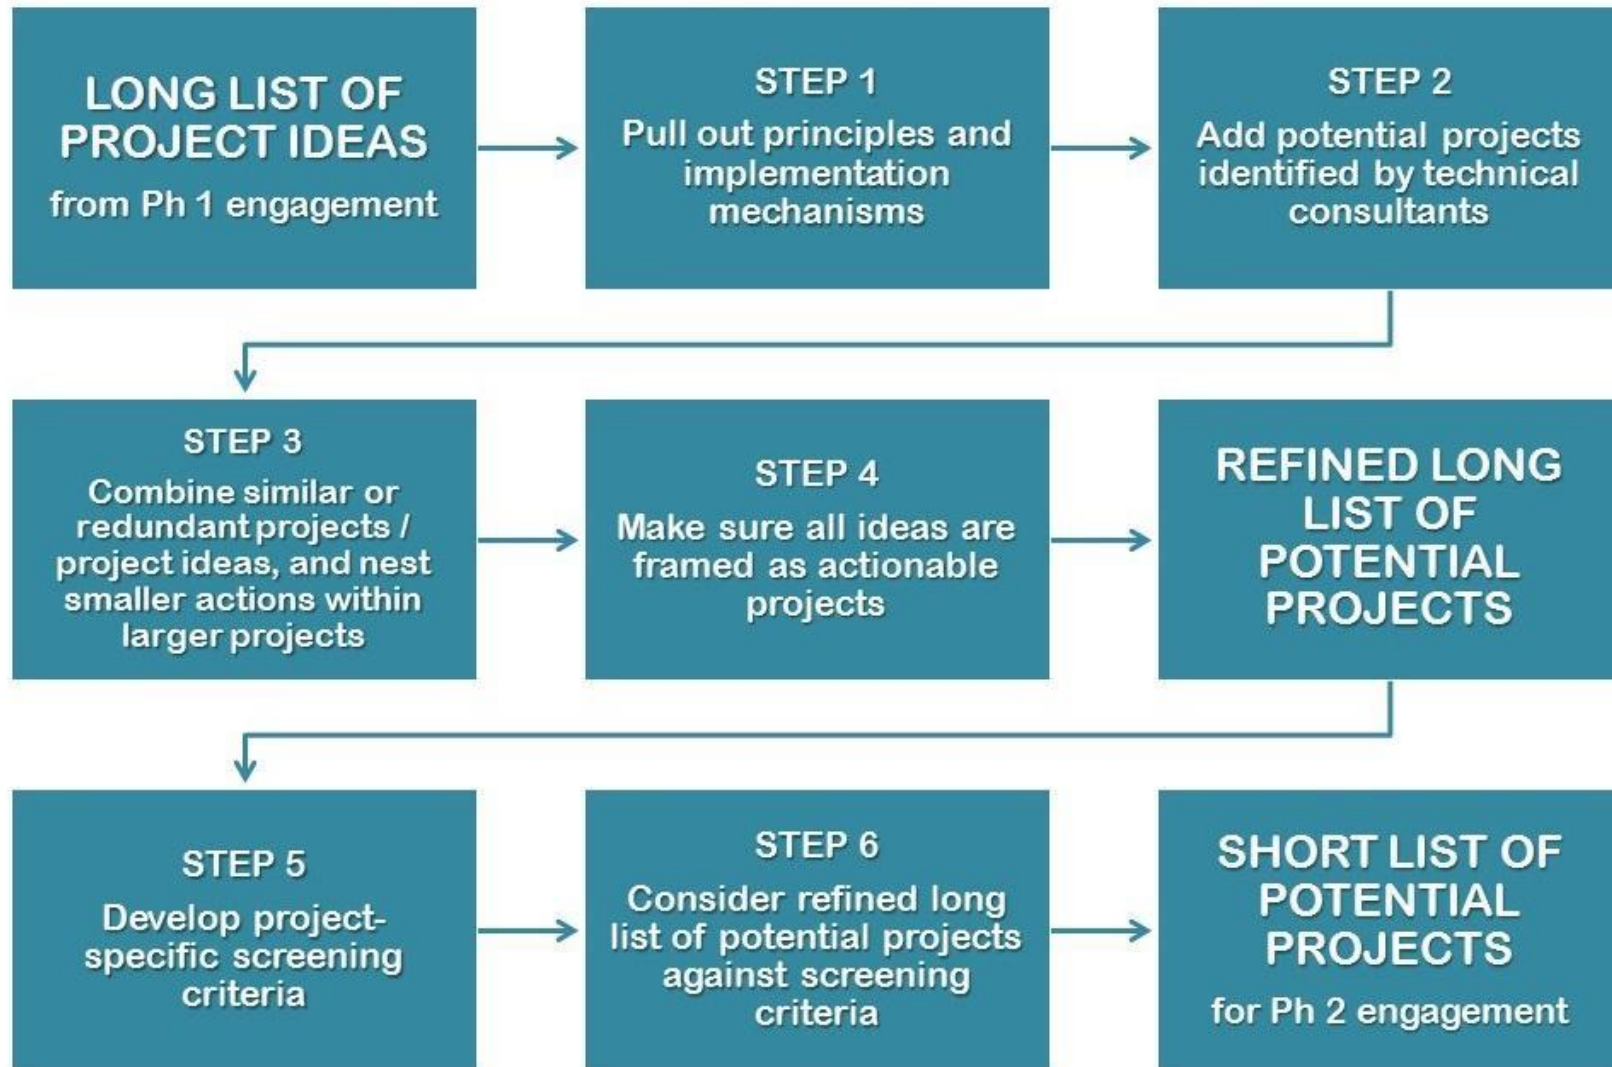 LONG LIST OF
PROJECT IDEAS
from Ph 1 engagement
STEP 1
Pull out principles and
implementation
mechanisms
STEP 2
Add potential projects
identified by technical
consultants
STEP 3
Combine similar or
redundant projects /
project ideas, and nest
smaller actions within
larger projects
STEP 4
Make sure all ideas are
framed as actionable
projects
REFINED LONG
LIST OF
POTENTIAL
PROJECTS
STEP 5
Develop project-
specific screening
criteria
STEP 6
Consider refined long
list of potential projects
against screening
criteria
SHORT LIST OF
POTENTIAL
PROJECTS
for Ph 2 engagement